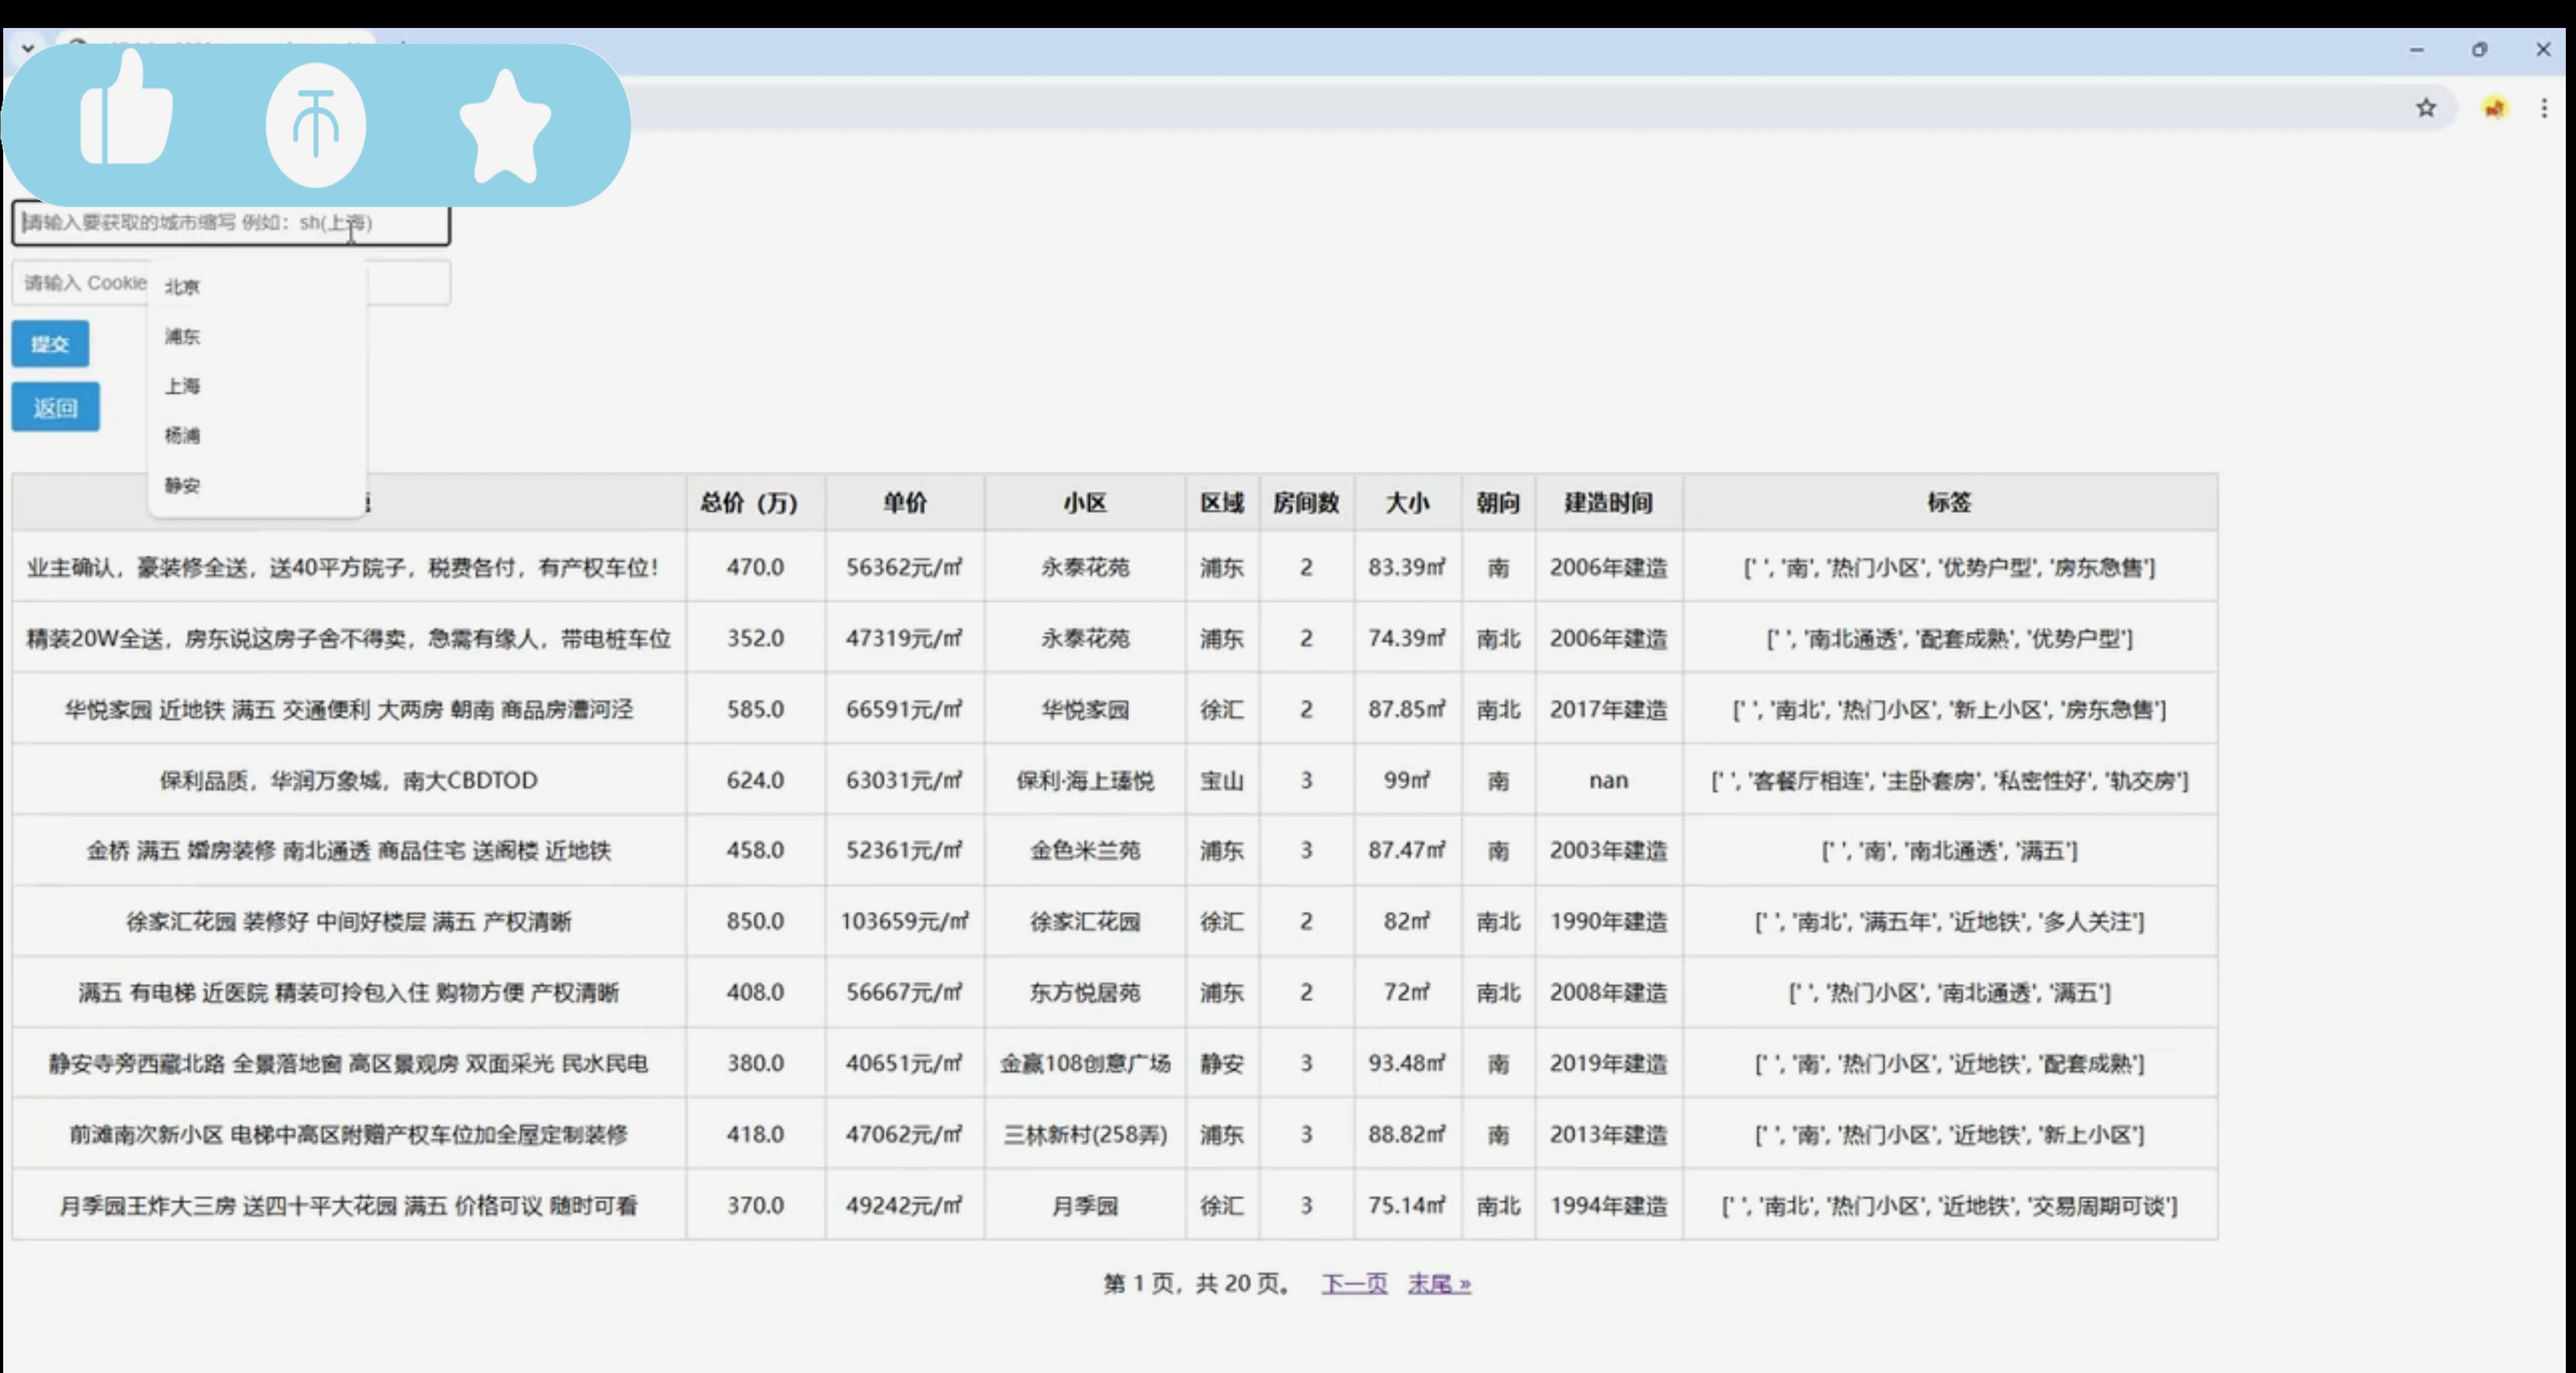 请输入要获取的城市缩写 例如：sh(上海)
请输入 Cookie
北京
浦东
上海
杨浦
静安
提交
返回
总价（万） 单价 小区 区域 房间数 大小 朝向 建造时间 标签
业主确认，豪装修全送，送40平方院子，税费各付，有产权车位！ 470.0 56362元/㎡ 永泰花苑 浦东 2 83.39㎡ 南 2006年建造 [' ', '南', '热门小区', '优势户型', '房东急售']
精装20W全送，房东说这房子舍不得卖，急需有缘人，带电桩车位 352.0 47319元/㎡ 永泰花苑 浦东 2 74.39㎡ 南北 2006年建造 [' ', '南北通透', '配套成熟', '优势户型']
华悦家园 近地铁 满五 交通便利 大两房 朝南 商品房漕河泾 585.0 66591元/㎡ 华悦家园 徐汇 2 87.85㎡ 南北 2017年建造 [' ', '南北', '热门小区', '新上小区', '房东急售']
保利品质，华润万象城，南大CBDTOD 624.0 63031元/㎡ 保利·海上瑧悦 宝山 3 99㎡ 南 nan [' ', '客餐厅相连', '主卧套房', '私密性好', '轨交房']
金桥 满五 婚房装修 南北通透 商品住宅 送阁楼 近地铁 458.0 52361元/㎡ 金色米兰苑 浦东 3 87.47㎡ 南 2003年建造 [' ', '南', '南北通透', '满五']
徐家汇花园 装修好 中间好楼层 满五 产权清晰 850.0 103659元/㎡ 徐家汇花园 徐汇 2 82㎡ 南北 1990年建造 [' ', '南北', '满五年', '近地铁', '多人关注']
满五 有电梯 近医院 精装可拎包入住 购物方便 产权清晰 408.0 56667元/㎡ 东方悦居苑 浦东 2 72㎡ 南北 2008年建造 [' ', '热门小区', '南北通透', '满五']
静安寺旁西藏北路 全景落地窗 高区景观房 双面采光 民水民电 380.0 40651元/㎡ 金赢108创意广场 静安 3 93.48㎡ 南 2019年建造 [' ', '南', '热门小区', '近地铁', '配套成熟']
前滩南次新小区 电梯中高区附赠产权车位加全屋定制装修 418.0 47062元/㎡ 三林新村(258弄) 浦东 3 88.82㎡ 南 2013年建造 [' ', '南', '热门小区', '近地铁', '新上小区']
月季园王炸大三房 送四十平大花园 满五 价格可议 随时可看 370.0 49242元/㎡ 月季园 徐汇 3 75.14㎡ 南北 1994年建造 [' ', '南北', '热门小区', '近地铁', '交易周期可谈']
第 1 页，共 20 页。 下一页 末尾 »